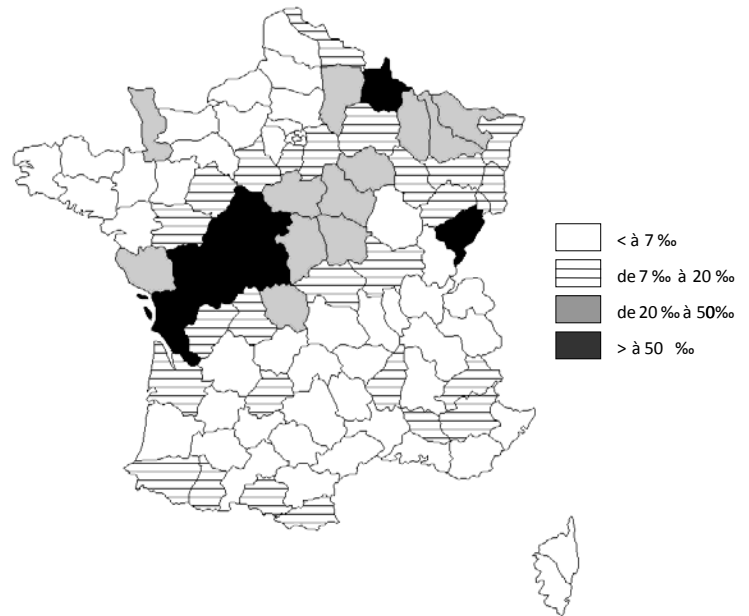 < à 7 ‰
de 7 ‰ à 20 ‰
de 20 ‰ à 50‰
> à 50 ‰